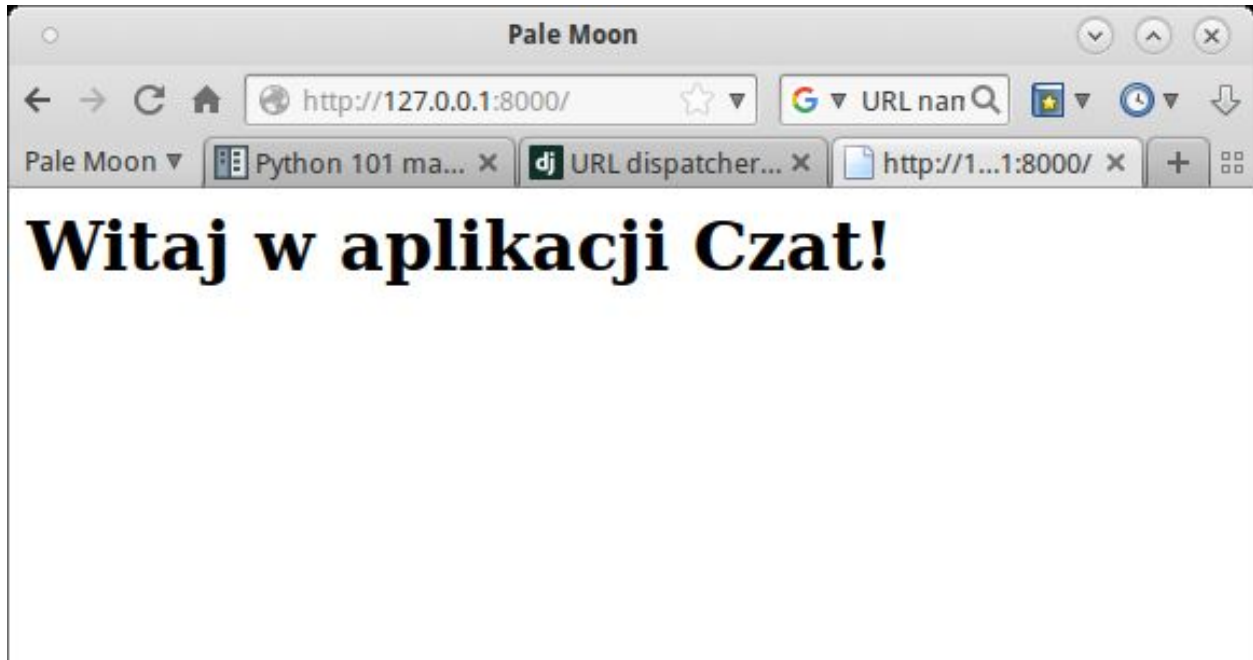 Pale Moon
http://127.0.0.1:8000/ URL nan
Pale Moon Python 101 ma... dj URL dispatcher... http://1...1:8000/
Witaj w aplikacji Czat!